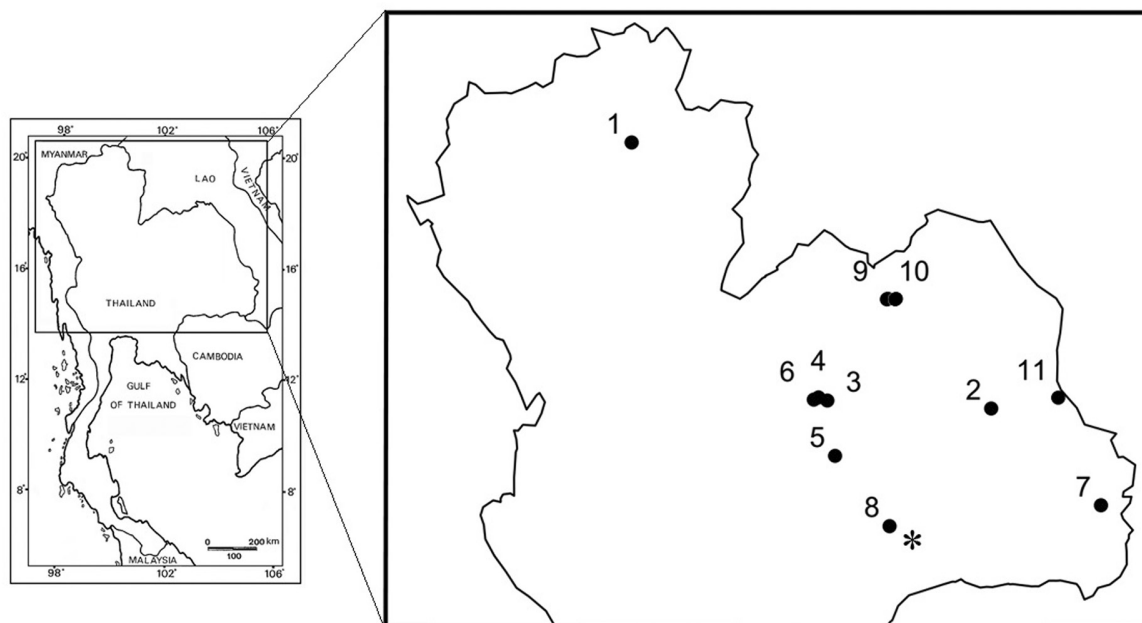 98° 102° 106°
20° 20°
MYANMAR
LAO
VIETNAM
16° 16°
THAILAND
CAMBODIA
12° 12°
GULF
OF THAILAND
VIETNAM
8° 8°
0 200 km
100
MALAYSIA
98° 102° 106°
1
9 10
6 4 3
2 11
5
7
8
*